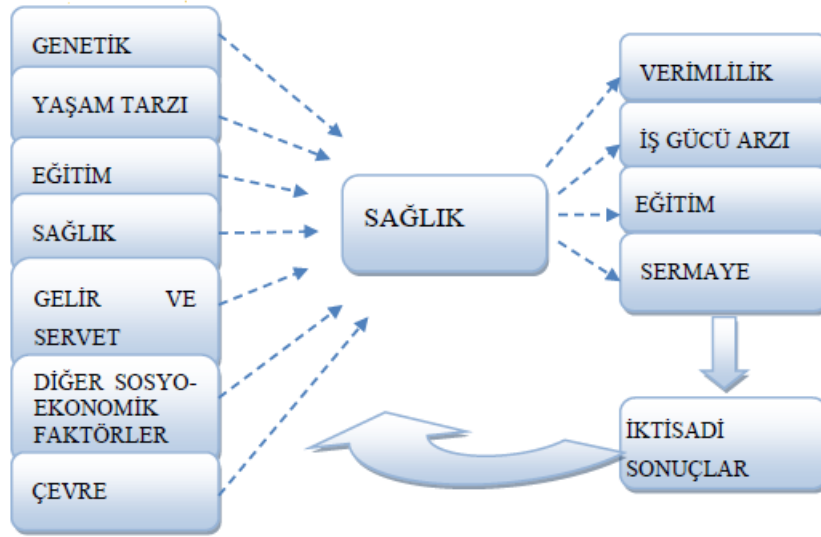 GENETİK
YAŞAM TARZI
EĞİTİM
SAĞLIK
GELİR VE
SERVET
DİĞER SOSYO-
EKONOMİK
FAKTÖRLER
ÇEVRE
SAĞLIK
VERİMLİLİK
İŞ GÜCÜ ARZI
EĞİTİM
SERMAYE
İKTİSADİ
SONUÇLAR